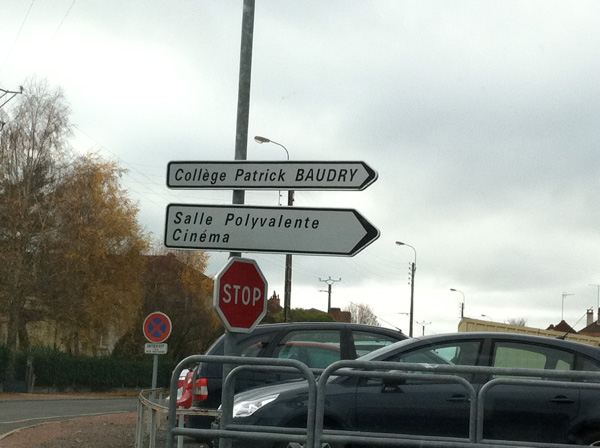 Collège Patrick BAUDRY
Salle Polyvalente
Cinéma
STOP